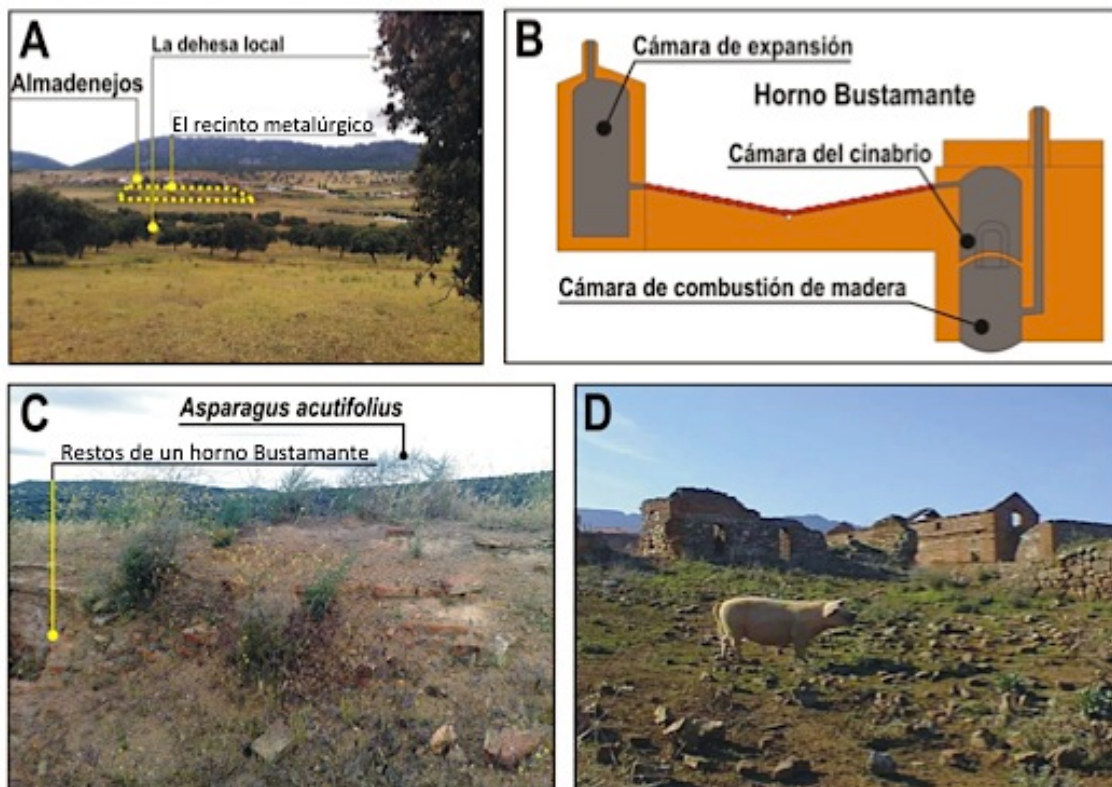 A
La dehesa local
Almadenejos
El recinto metalúrgico
B
Cámara de expansión
Horno Bustamante
Cámara del cinabrio
Cámara de combustión de madera
C
Asparagus acutifolius
Restos de un horno Bustamante
D